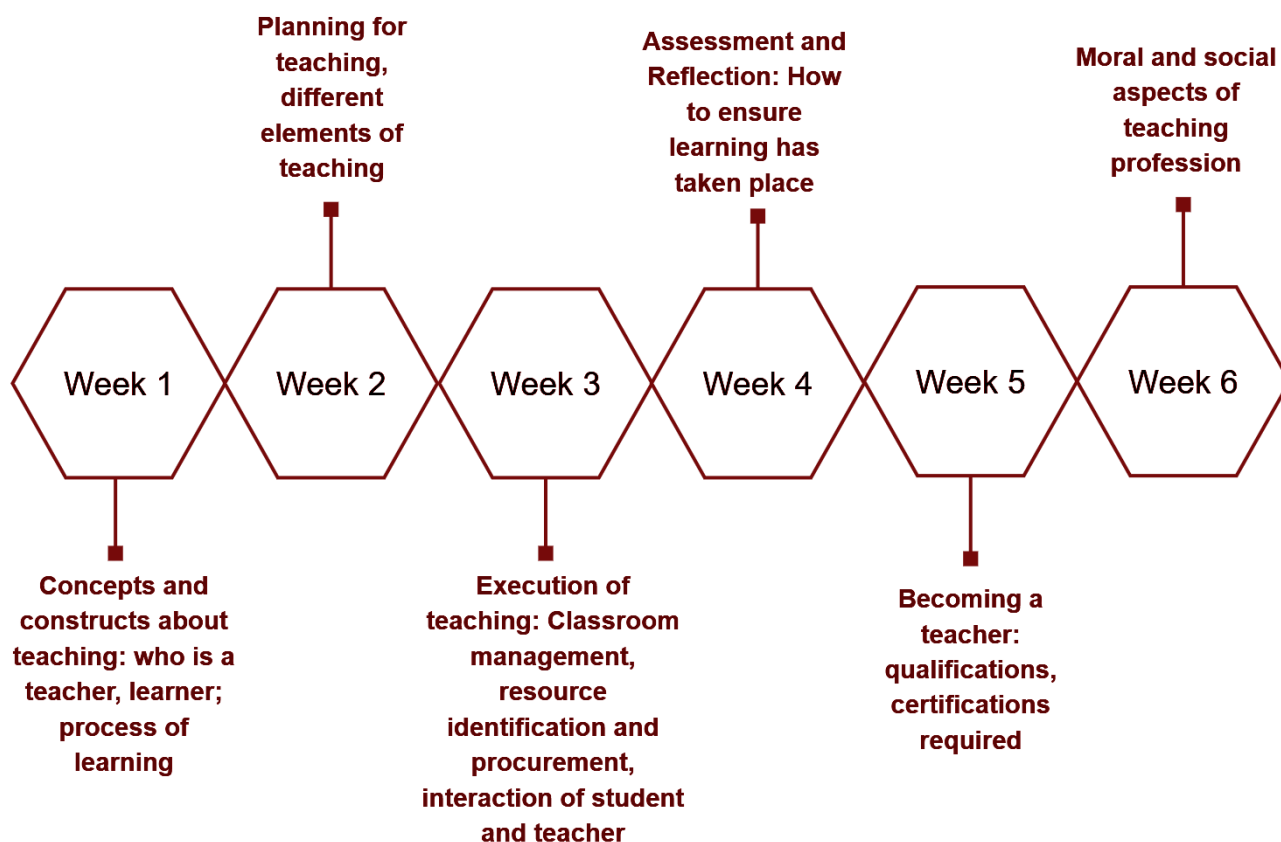 Planning for
teaching,
different
elements of
teaching
Assessment and
Reflection: How
to ensure
learning has
taken place
Moral and social
aspects of
teaching
profession
Week 1
Week 2
Week 3
Week 4
Week 5
Week 6
Concepts and
constructs about
teaching: who is a
teacher, learner;
process of
learning
Execution of
teaching: Classroom
management,
resource
identification and
procurement,
interaction of student
and teacher
Becoming a
teacher:
qualifications,
certifications
required